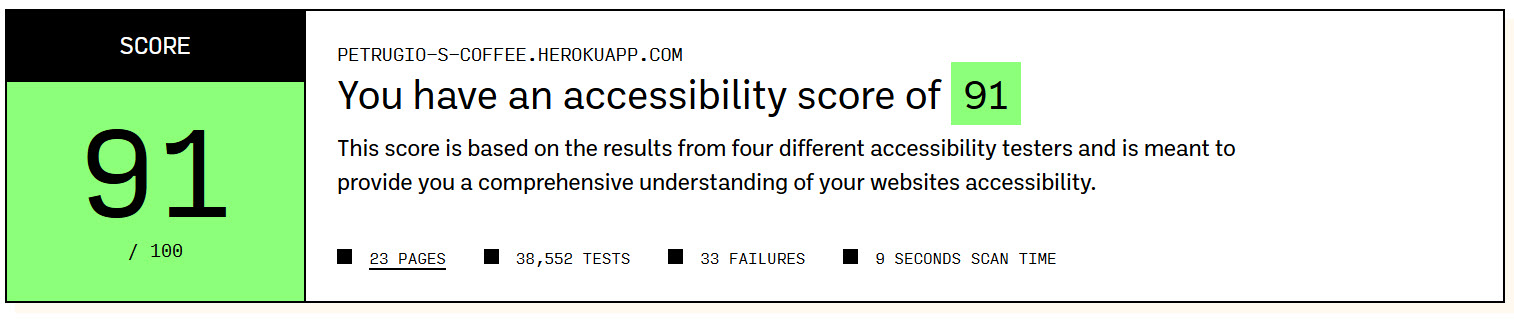 SCORE
91
/ 100
PETRUGIO-S-COFFEE.HEROKUAPP.COM
You have an accessibility score of 91
This score is based on the results from four different accessibility testers and is meant to
provide you a comprehensive understanding of your websites accessibility.
23 PAGES 38,552 TESTS 33 FAILURES 9 SECONDS SCAN TIME